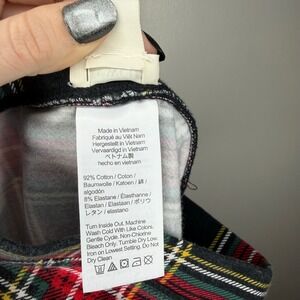 Made in Vietnam
Fabriqué au Viêt Nam
Hergestellt in Vietnam
Vervaardigd in Vietnam
ベトナム製
hecho en vietnam
92% Cotton / Coton /
Baumwolle / Katoen / 綿 /
algodón
8% Elastane / Élasthanne /
Elastan / Elastaan / ポリウ
レタン / elastano
Turn Inside Out. Machine
Wash Cold With Like Colors.
Gentle Cycle. Non-Chlorine
Bleach Only. Tumble Dry Low.
Iron on Lowest Setting. Do
Not Dry Clean.